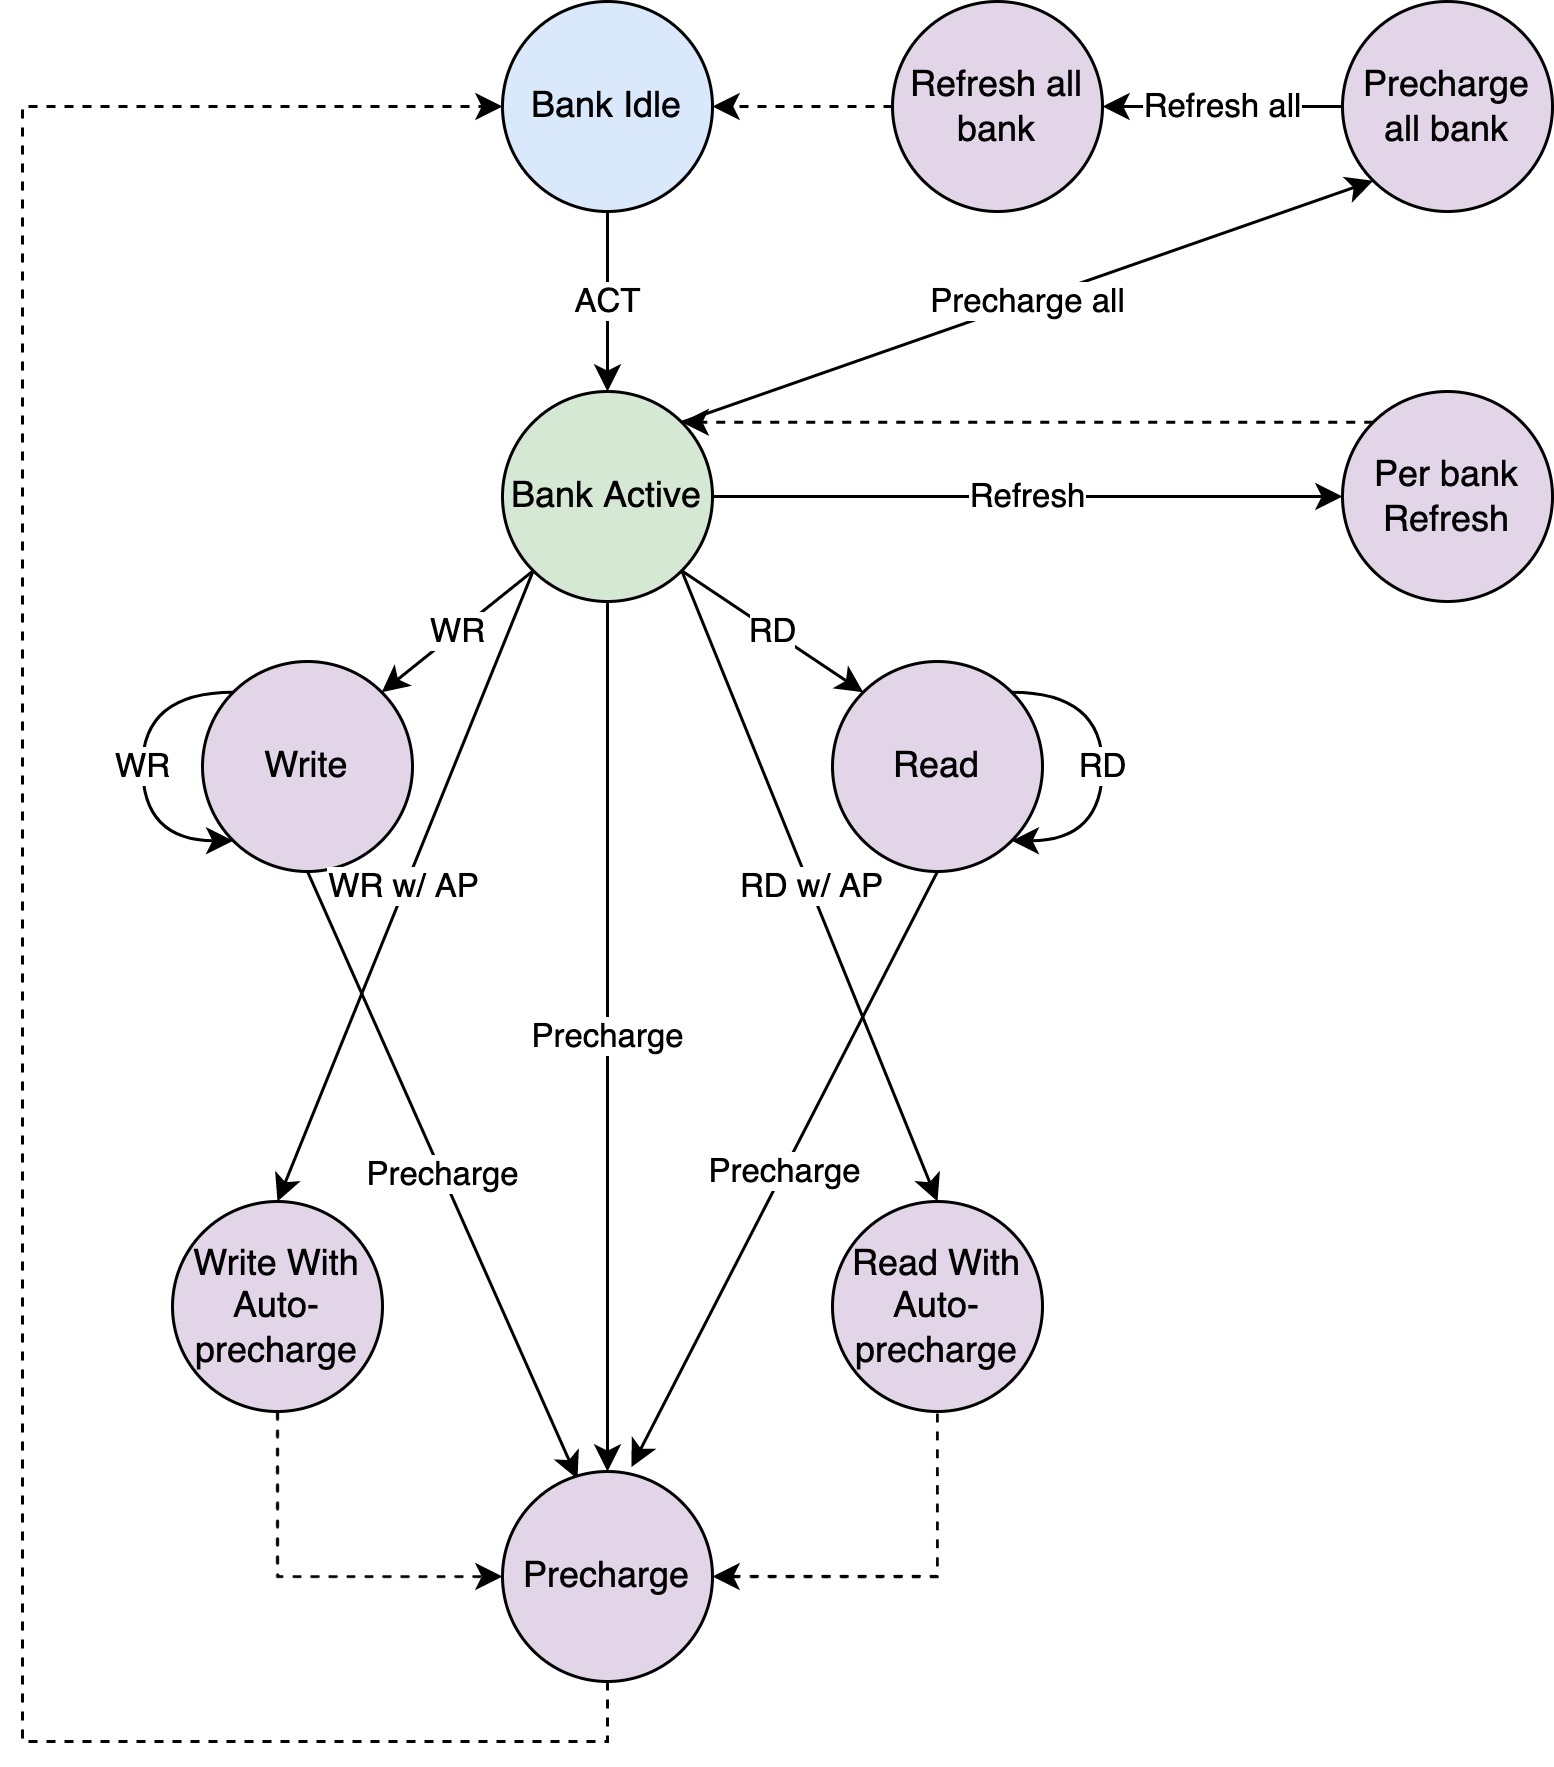 Bank Idle
Refresh all
bank
Refresh all
Precharge
all bank
ACT
Precharge all
Bank Active
Refresh
Per bank
Refresh
WR
RD
WR
Write
Read
RD
WR w/ AP
RD w/ AP
Precharge
Precharge
Precharge
Write With
Auto-
precharge
Read With
Auto-
precharge
Precharge